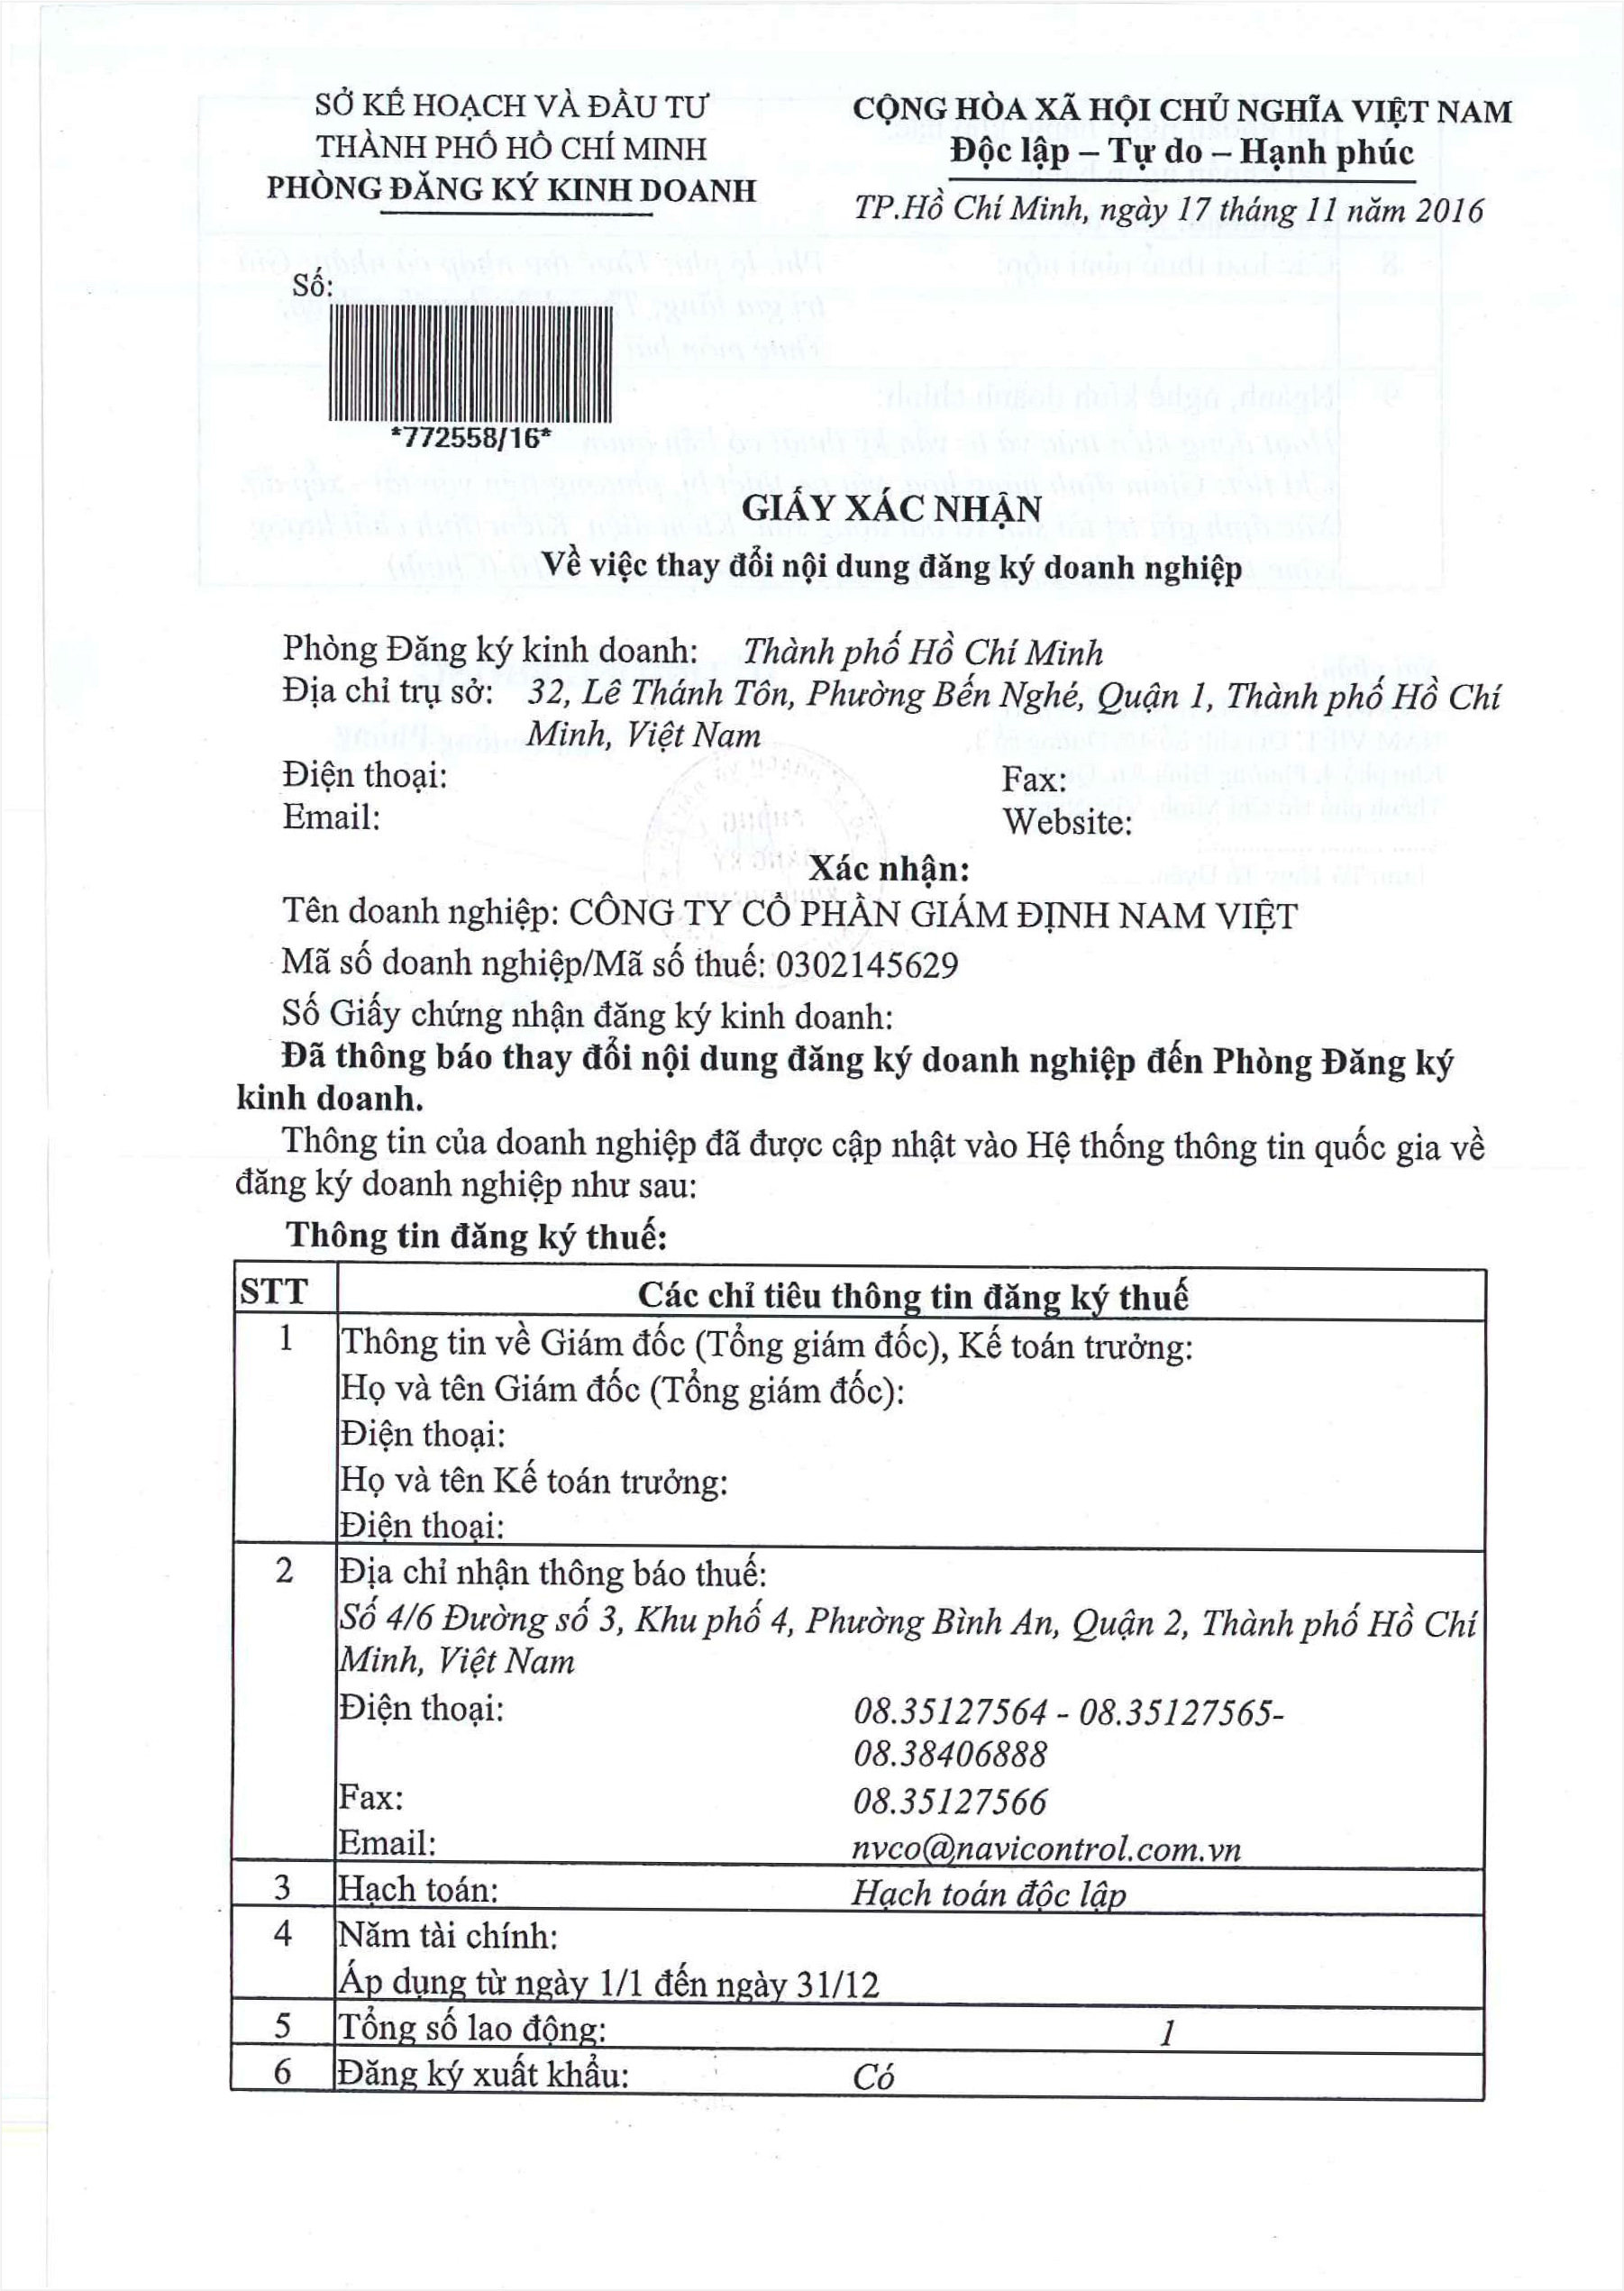 SỞ KẾ HOẠCH VÀ ĐẦU TƯ
THÀNH PHỐ HỒ CHÍ MINH
PHÒNG ĐĂNG KÝ KINH DOANH
CỘNG HÒA XÃ HỘI CHỦ NGHĨA VIỆT NAM
Độc lập – Tự do – Hạnh phúc
TP.Hồ Chí Minh, ngày 17 tháng 11 năm 2016
Số:
*772558/16*
GIẤY XÁC NHẬN
Về việc thay đổi nội dung đăng ký doanh nghiệp
Phòng Đăng ký kinh doanh: Thành phố Hồ Chí Minh
Địa chỉ trụ sở: 32, Lê Thánh Tôn, Phường Bến Nghé, Quận 1, Thành phố Hồ Chí
Minh, Việt Nam
Điện thoại: Fax:
Email: Website:
Xác nhận:
Tên doanh nghiệp: CÔNG TY CỔ PHẦN GIÁM ĐỊNH NAM VIỆT
Mã số doanh nghiệp/Mã số thuế: 0302145629
Số Giấy chứng nhận đăng ký kinh doanh:
Đã thông báo thay đổi nội dung đăng ký doanh nghiệp đến Phòng Đăng ký
kinh doanh.
Thông tin của doanh nghiệp đã được cập nhật vào Hệ thống thông tin quốc gia về
đăng ký doanh nghiệp như sau:
Thông tin đăng ký thuế:
STT Các chỉ tiêu thông tin đăng ký thuế
1 Thông tin về Giám đốc (Tổng giám đốc), Kế toán trưởng:
Họ và tên Giám đốc (Tổng giám đốc):
Điện thoại:
Họ và tên Kế toán trưởng:
Điện thoại:
2 Địa chỉ nhận thông báo thuế:
Số 4/6 Đường số 3, Khu phố 4, Phường Bình An, Quận 2, Thành phố Hồ Chí
Minh, Việt Nam
Điện thoại: 08.35127564 - 08.35127565-
08.38406888
Fax: 08.35127566
Email: nvco@navicontrol.com.vn
3 Hạch toán: Hạch toán độc lập
4 Năm tài chính:
Áp dụng từ ngày 1/1 đến ngày 31/12
5 Tổng số lao động: 1
6 Đăng ký xuất khẩu: Có